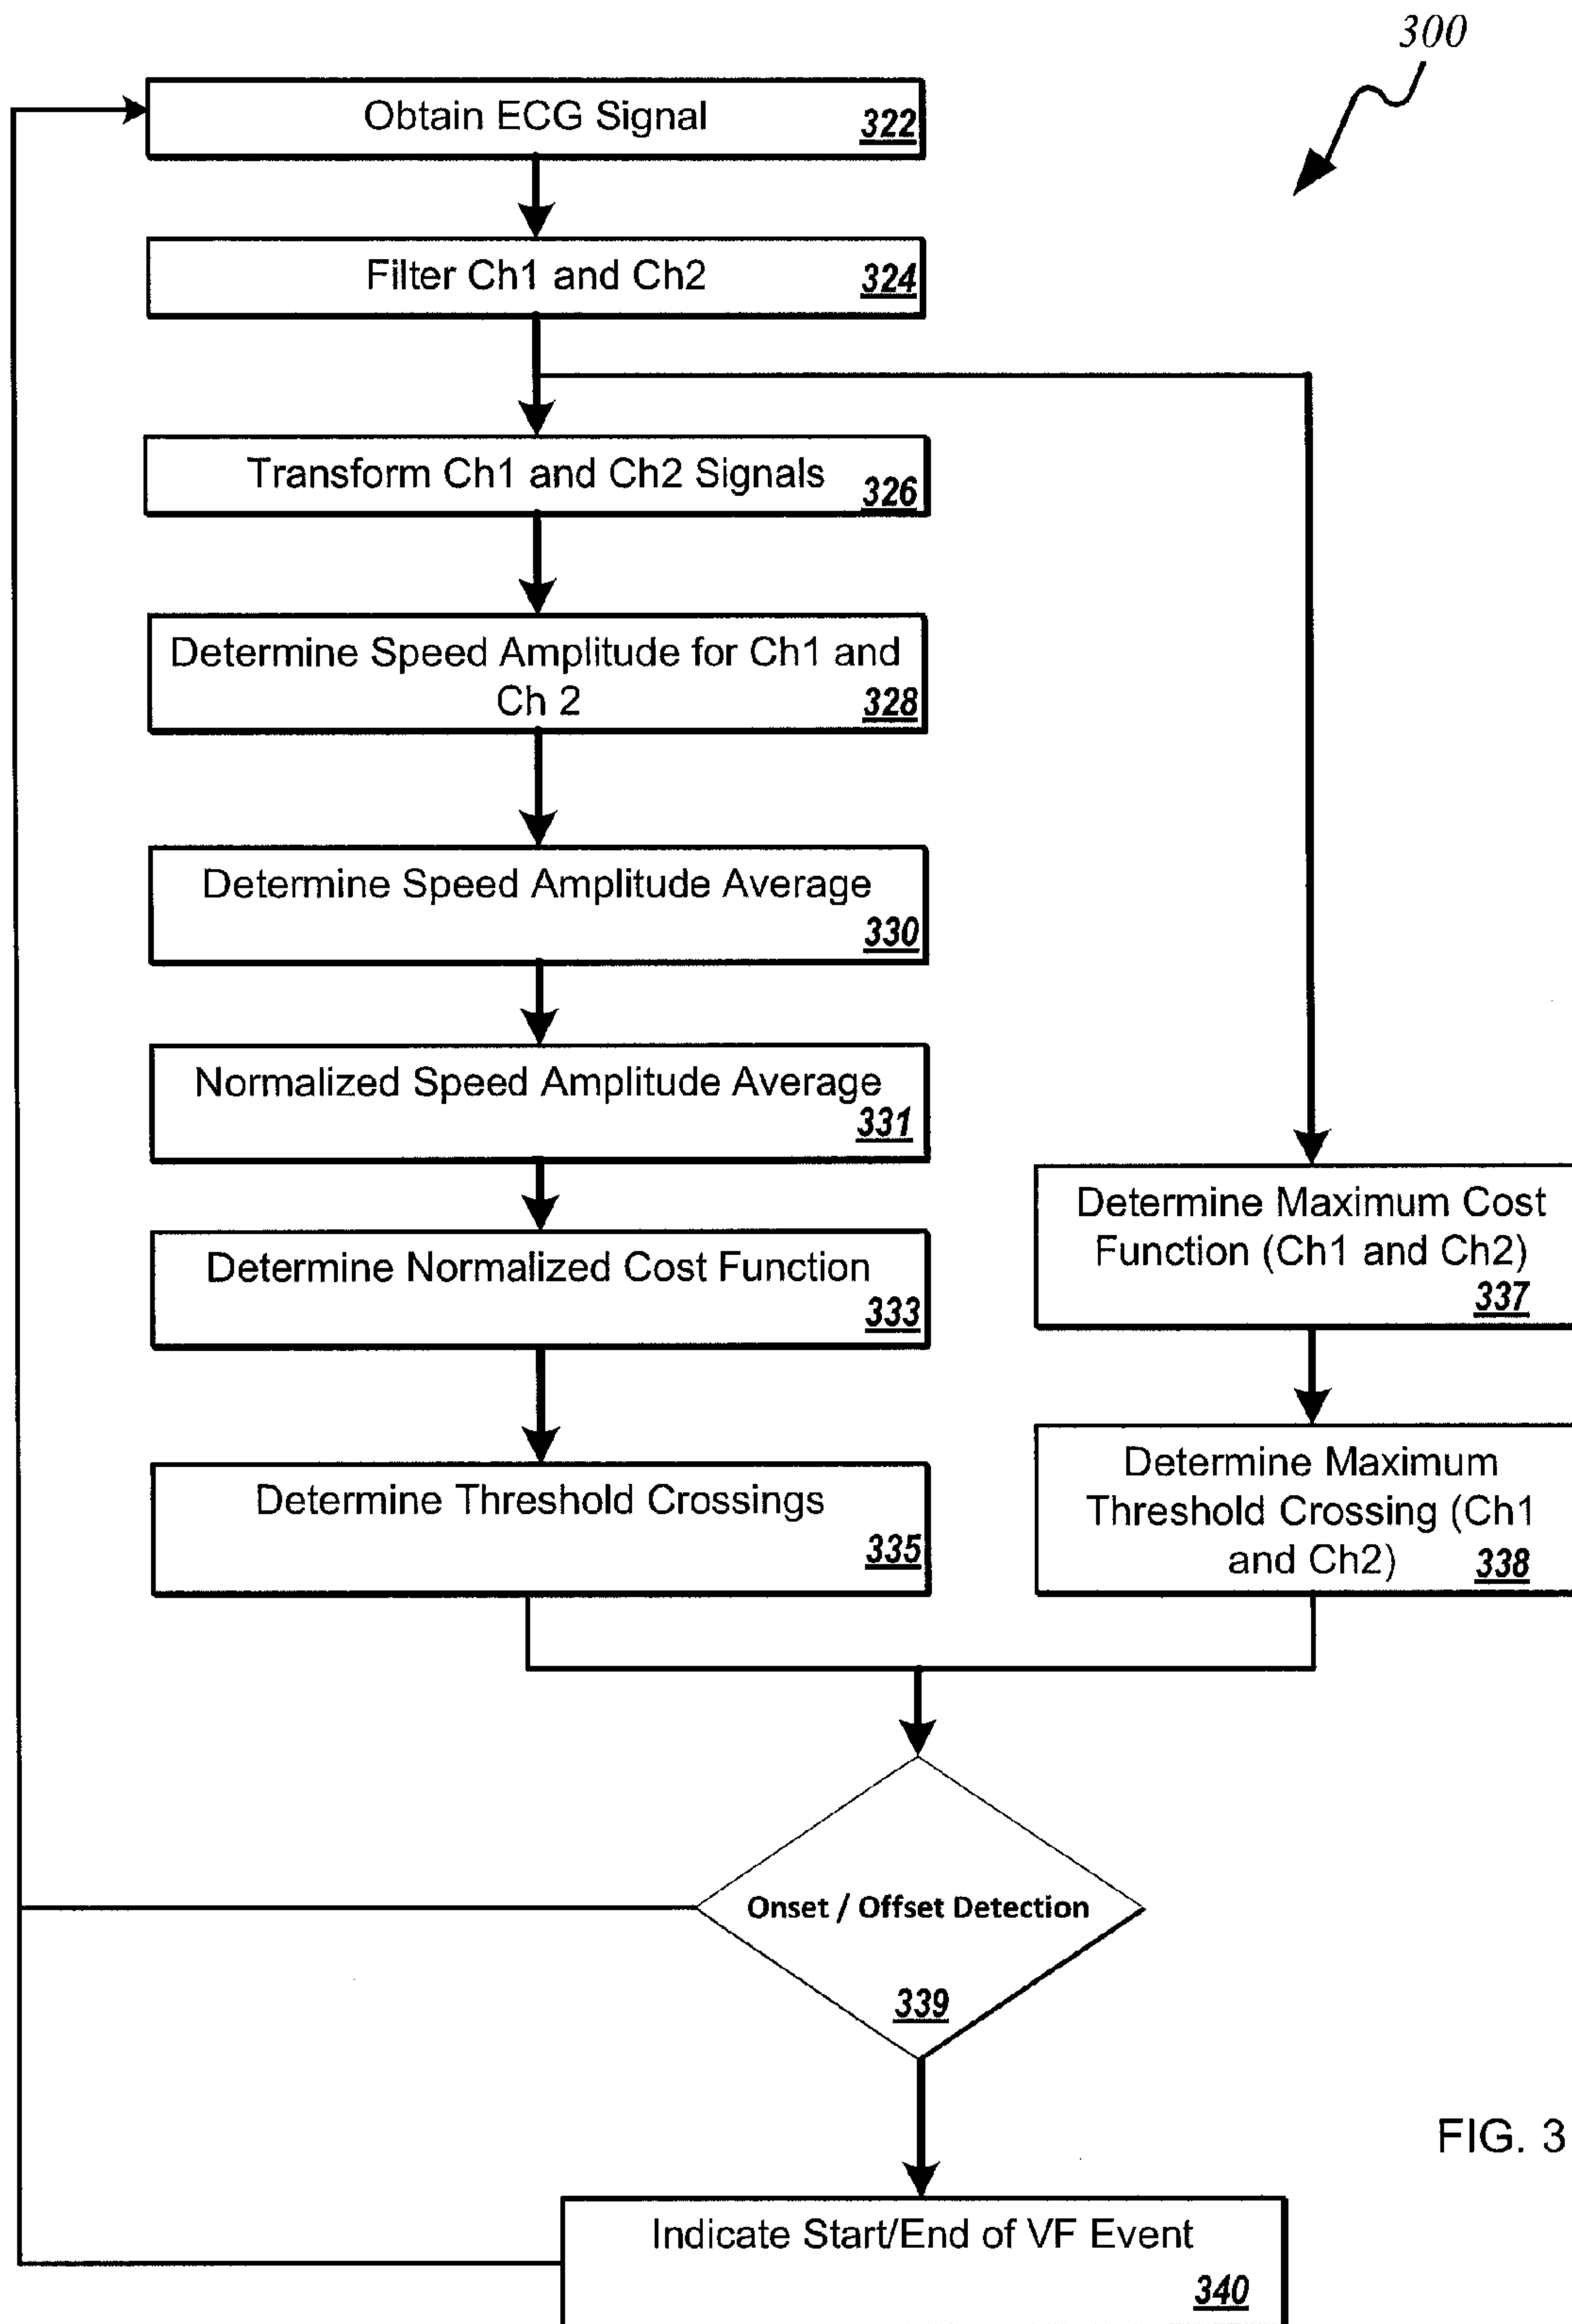 300
Obtain ECG Signal 322
Filter Ch1 and Ch2 324
Transform Ch1 and Ch2 Signals 326
Determine Speed Amplitude for Ch1 and
Ch 2 328
Determine Speed Amplitude Average
330
Normalized Speed Amplitude Average
331
Determine Normalized Cost Function
333
Determine Maximum Cost
Function (Ch1 and Ch2)
337
Determine Threshold Crossings
335
Determine Maximum
Threshold Crossing (Ch1
and Ch2) 338
Onset / Offset Detection
339
FIG. 3
Indicate Start/End of VF Event
340